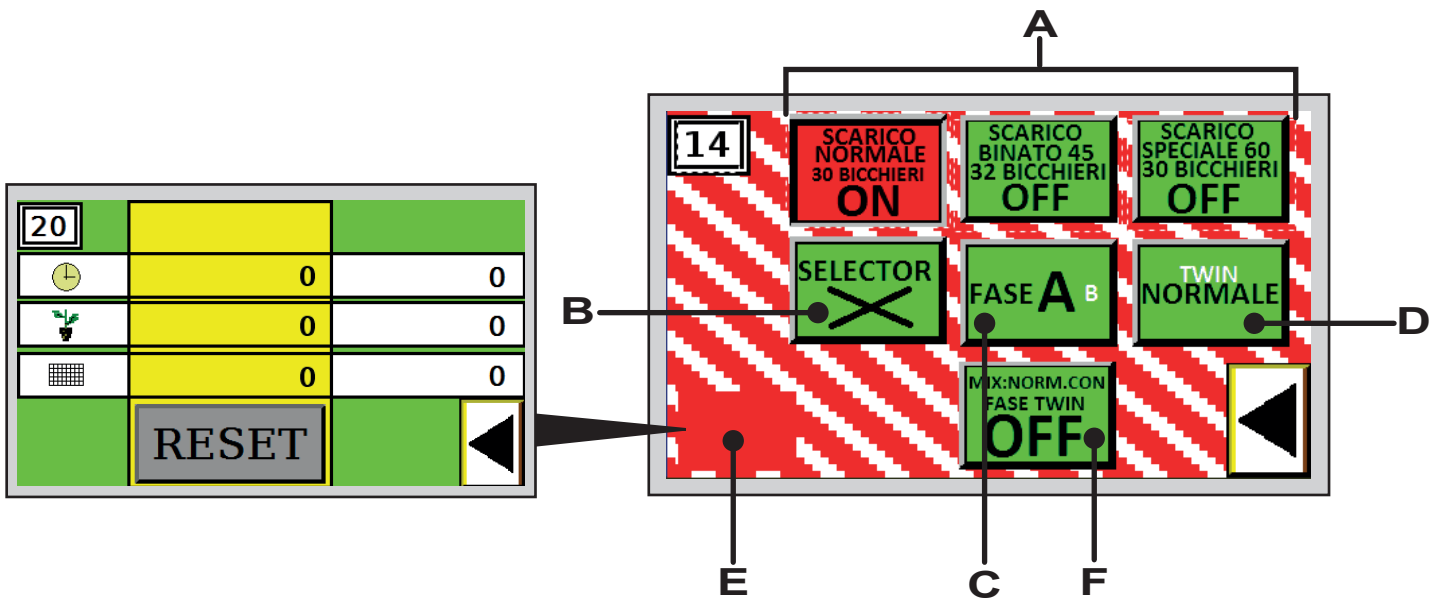 A
14
SCARICO
NORMALE
30 BICCHIERI
ON
SCARICO
BINATO 45
32 BICCHIERI
OFF
SCARICO
SPECIALE 60
30 BICCHIERI
OFF
20
0 0
0 0
0 0
RESET
SELECTOR
FASE A B
TWIN
NORMALE
B
D
MIX:NORM.CON
FASE TWIN
OFF
E
C
F